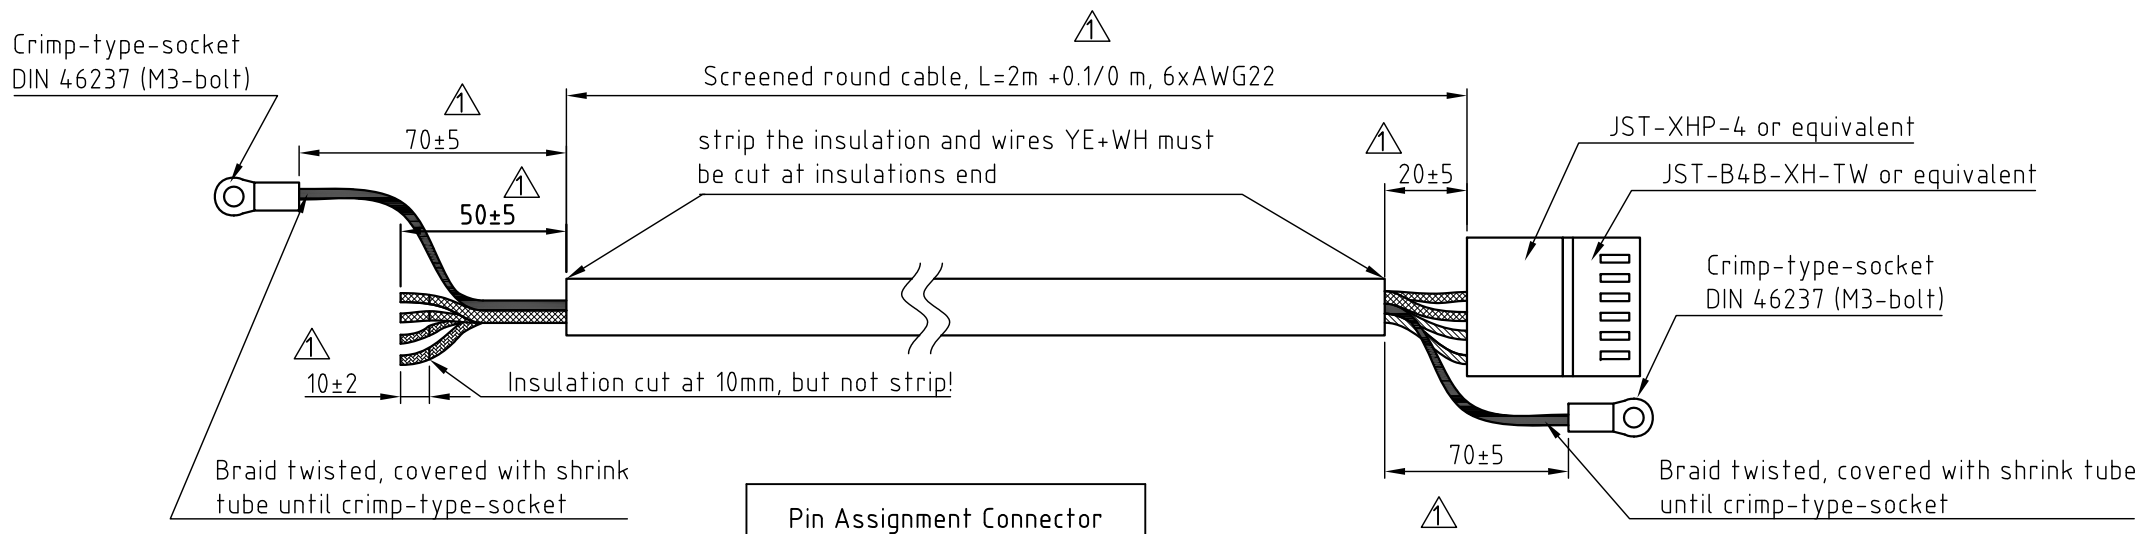 1
Crimp-type-socket
DIN 46237 (M3-bolt)
Screened round cable, L=2m +0.1/0 m, 6xAWG22
1
70±5
strip the insulation and wires YE+WH must
be cut at insulations end
1
20±5
JST-XHP-4 or equivalent
JST-B4B-XH-TW or equivalent
1
50±5
Crimp-type-socket
DIN 46237 (M3-bolt)
1
10±2
Insulation cut at 10mm, but not strip!
Braid twisted, covered with shrink
tube until crimp-type-socket
70±5
Braid twisted, covered with shrink tube
until crimp-type-socket
1
Pin Assignment Connector